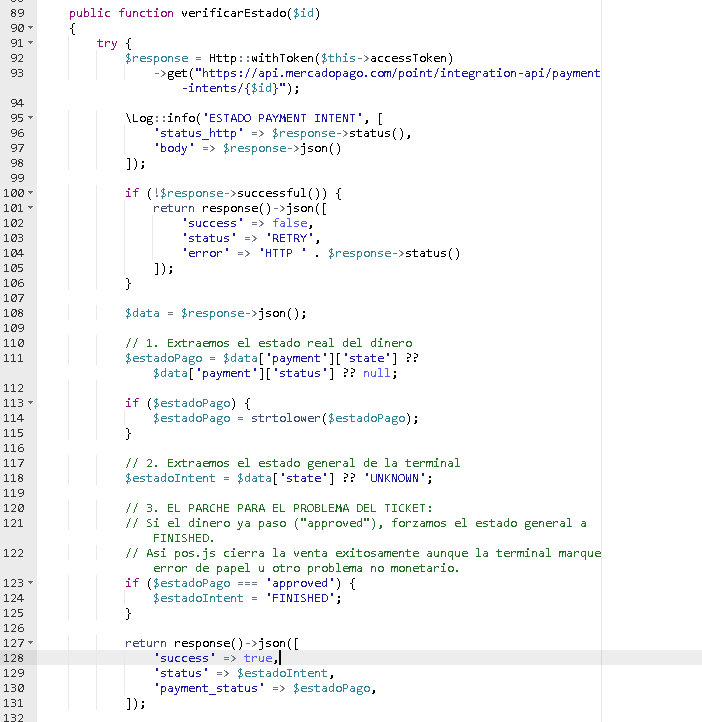 89 public function verificarEstado($id)
90 {
91 try {
92 $response = Http::withToken($this->accessToken)
93 ->get("https://api.mercadopago.com/point/integration-api/payment
-intents/{$id}");
94
95 \Log::info('ESTADO PAYMENT INTENT', [
96 'status_http' => $response->status(),
97 'body' => $response->json()
98 ]);
99
100 if (!$response->successful()) {
101 return response()->json([
102 'success' => false,
103 'status' => 'RETRY',
104 'error' => 'HTTP ' . $response->status()
105 ]);
106 }
107
108 $data = $response->json();
109
110 // 1. Extraemos el estado real del dinero
111 $estadoPago = $data['payment']['state'] ??
$data['payment']['status'] ?? null;
112
113 if ($estadoPago) {
114 $estadoPago = strtolower($estadoPago);
115 }
116
117 // 2. Extraemos el estado general de la terminal
118 $estadoIntent = $data['state'] ?? 'UNKNOWN';
119
120 // 3. EL PARCHE PARA EL PROBLEMA DEL TICKET:
121 // Si el dinero ya paso ("approved"), forzamos el estado general a
FINISHED.
122 // Asi pos.js cierra la venta exitosamente aunque la terminal marque
error de papel u otro problema no monetario.
123 if ($estadoPago === 'approved') {
124 $estadoIntent = 'FINISHED';
125 }
126
127 return response()->json([
128 'success' => true,
129 'status' => $estadoIntent,
130 'payment_status' => $estadoPago,
131 ]);
132